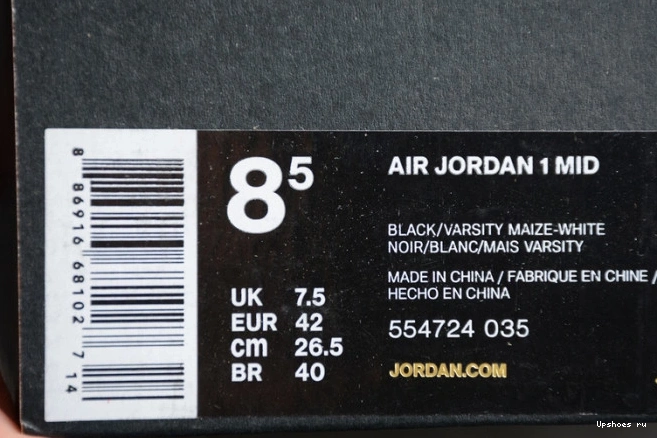 8 86916 68102 7 14
8 5
UK 7.5
EUR 42
cm 26.5
BR 40
AIR JORDAN 1 MID
BLACK/VARSITY MAIZE-WHITE
NOIR/BLANC/MAIS VARSITY
MADE IN CHINA / FABRIQUE EN CHINE /
HECHO EN CHINA
554724 035
JORDAN.COM
Upshoes ru